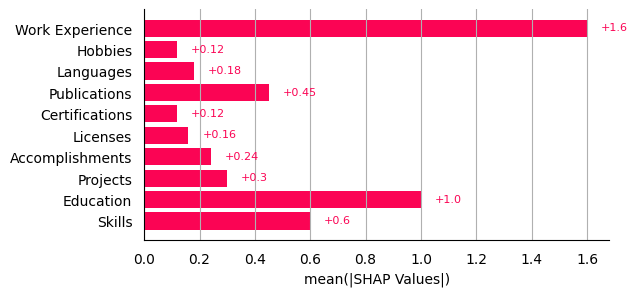 Work Experience +1.6
Hobbies +0.12
Languages +0.18
Publications +0.45
Certifications +0.12
Licenses +0.16
Accomplishments +0.24
Projects +0.3
Education +1.0
Skills +0.6
0.0 0.2 0.4 0.6 0.8 1.0 1.2 1.4 1.6
mean(|SHAP Values|)